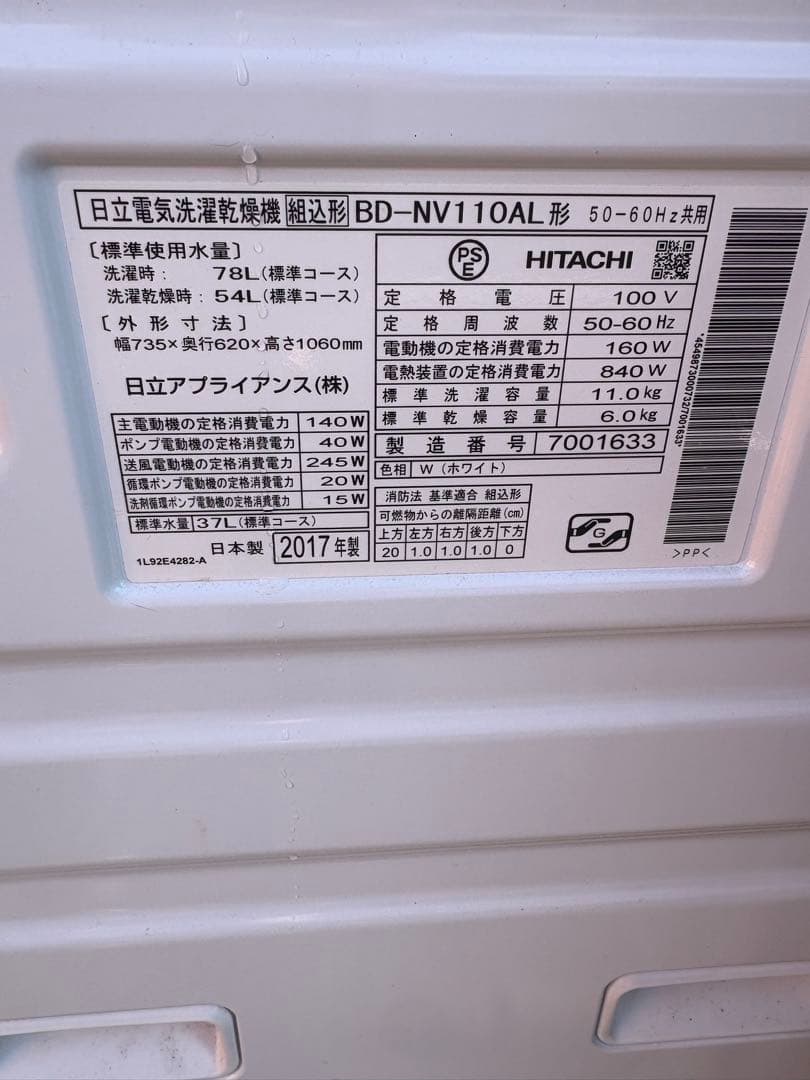 日立電気洗濯乾燥機 組込形 BD-NV110AL形 50-60Hz共用
〔標準使用水量〕
洗濯時: 78L(標準コース)
洗濯乾燥時: 54L(標準コース)
〔外形寸法〕
幅735×奥行620×高さ1060mm
日立アプライアンス(株)
主電動機の定格消費電力 140W
ポンプ電動機の定格消費電力 40W
送風電動機の定格消費電力 245W
循環ポンプ電動機の定格消費電力 20W
洗剤循環ポンプ電動機の定格消費電力 15W
標準水量 37L(標準コース)
日本製 2017年製
1L92E4282-A
PSE HITACHI
定格電圧 100V
定格周波数 50-60Hz
電動機の定格消費電力 160W
電熱装置の定格消費電力 840W
標準洗濯容量 11.0kg
標準乾燥容量 6.0kg
製造番号 7001633
色相 W(ホワイト)
消防法 基準適合 組込形
可燃物からの離隔距離(cm)
上方 左方 右方 後方 下方
20 1.0 1.0 1.0 0
G
>PP<